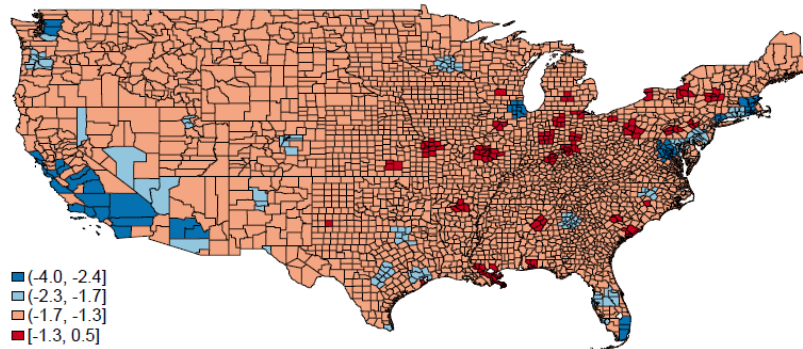 (-4.0, -2.4]
(-2.3, -1.7]
(-1.7, -1.3]
[-1.3, 0.5]